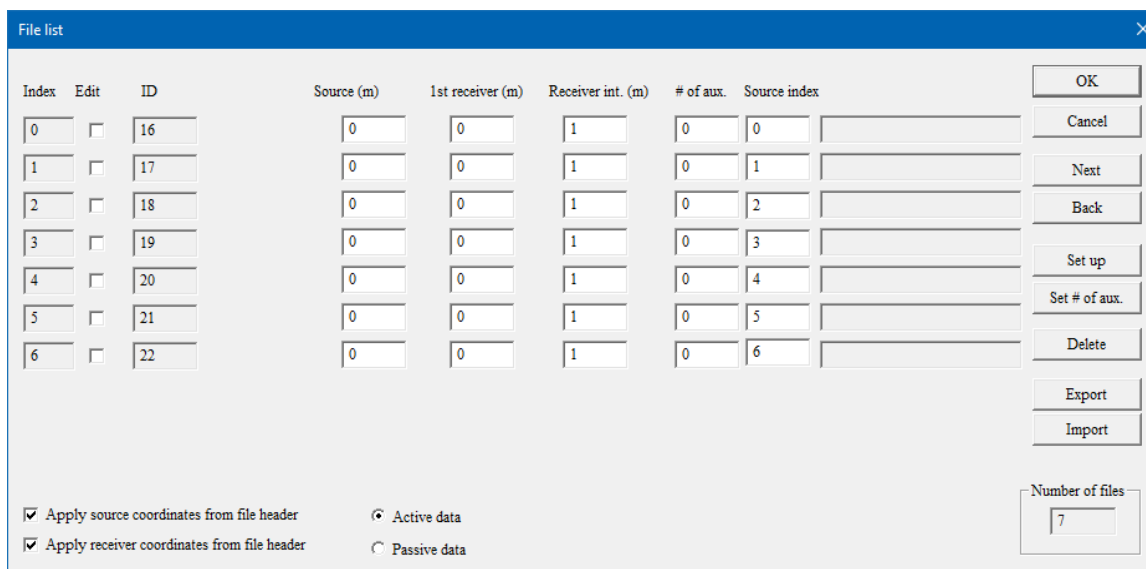 File list
Index Edit ID Source (m) 1st receiver (m) Receiver int. (m) # of aux. Source index
OK
0 16 0 0 1 0 0
Cancel
1 17 0 0 1 0 1
Next
2 18 0 0 1 0 2
Back
3 19 0 0 1 0 3
Set up
4 20 0 0 1 0 4
Set # of aux.
5 21 0 0 1 0 5
Delete
6 22 0 0 1 0 6
Export
Import
Number of files
7
Apply source coordinates from file header Active data
Apply receiver coordinates from file header Passive data